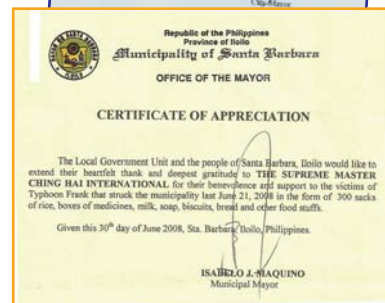 City Mayor
Republic of the Philippines
Province of Iloilo
Municipality of Santa Barbara
OFFICE OF THE MAYOR
CERTIFICATE OF APPRECIATION
The Local Government Unit and the people of Santa Barbara, Iloilo would like to
extend their heartfelt thank and deepest gratitude to THE SUPREME MASTER
CHING HAI INTERNATIONAL for their benevolence and support to the victims of
Typhoon Frank that struck the municipality last June 21, 2008 in the form of 300 sacks
of rice, boxes of medicines, milk, soap, biscuits, bread and other food stuffs.
Given this 30th day of June 2008, Sta. Barbara, Iloilo, Philippines.
ISABELO J. MAQUINO
Municipal Mayor